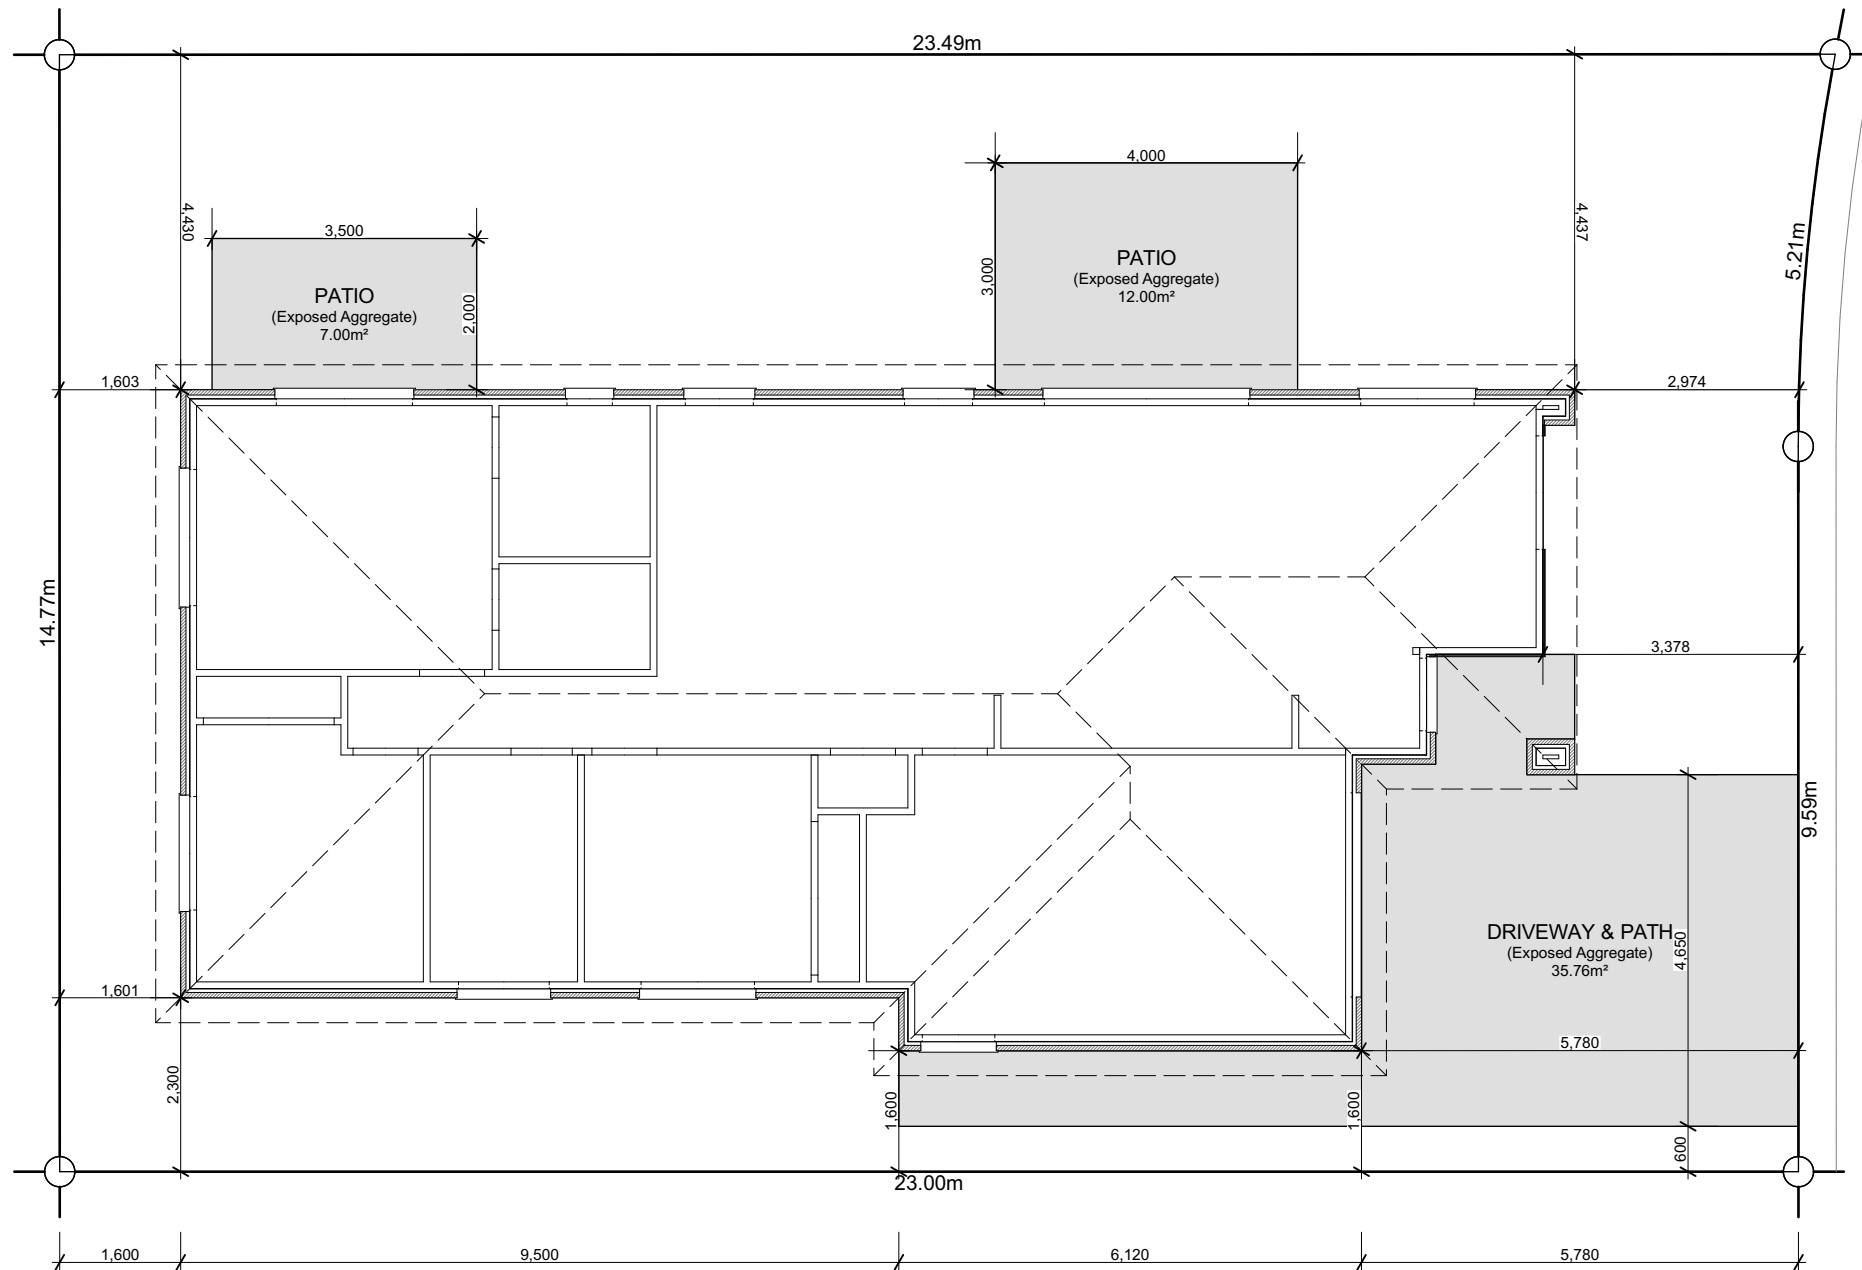 23.49m
4,000
4,430
4,437
3,500
5.21m
PATIO
(Exposed Aggregate)
12.00m²
3,000
PATIO
(Exposed Aggregate)
7.00m²
2,000
1,603
2,974
14.77m
3,378
9.59m
DRIVEWAY & PATH
(Exposed Aggregate)
35.76m²
4,650
1,601
5,780
2,300
1,600
1,600
600
23.00m
1,600
9,500
6,120
5,780